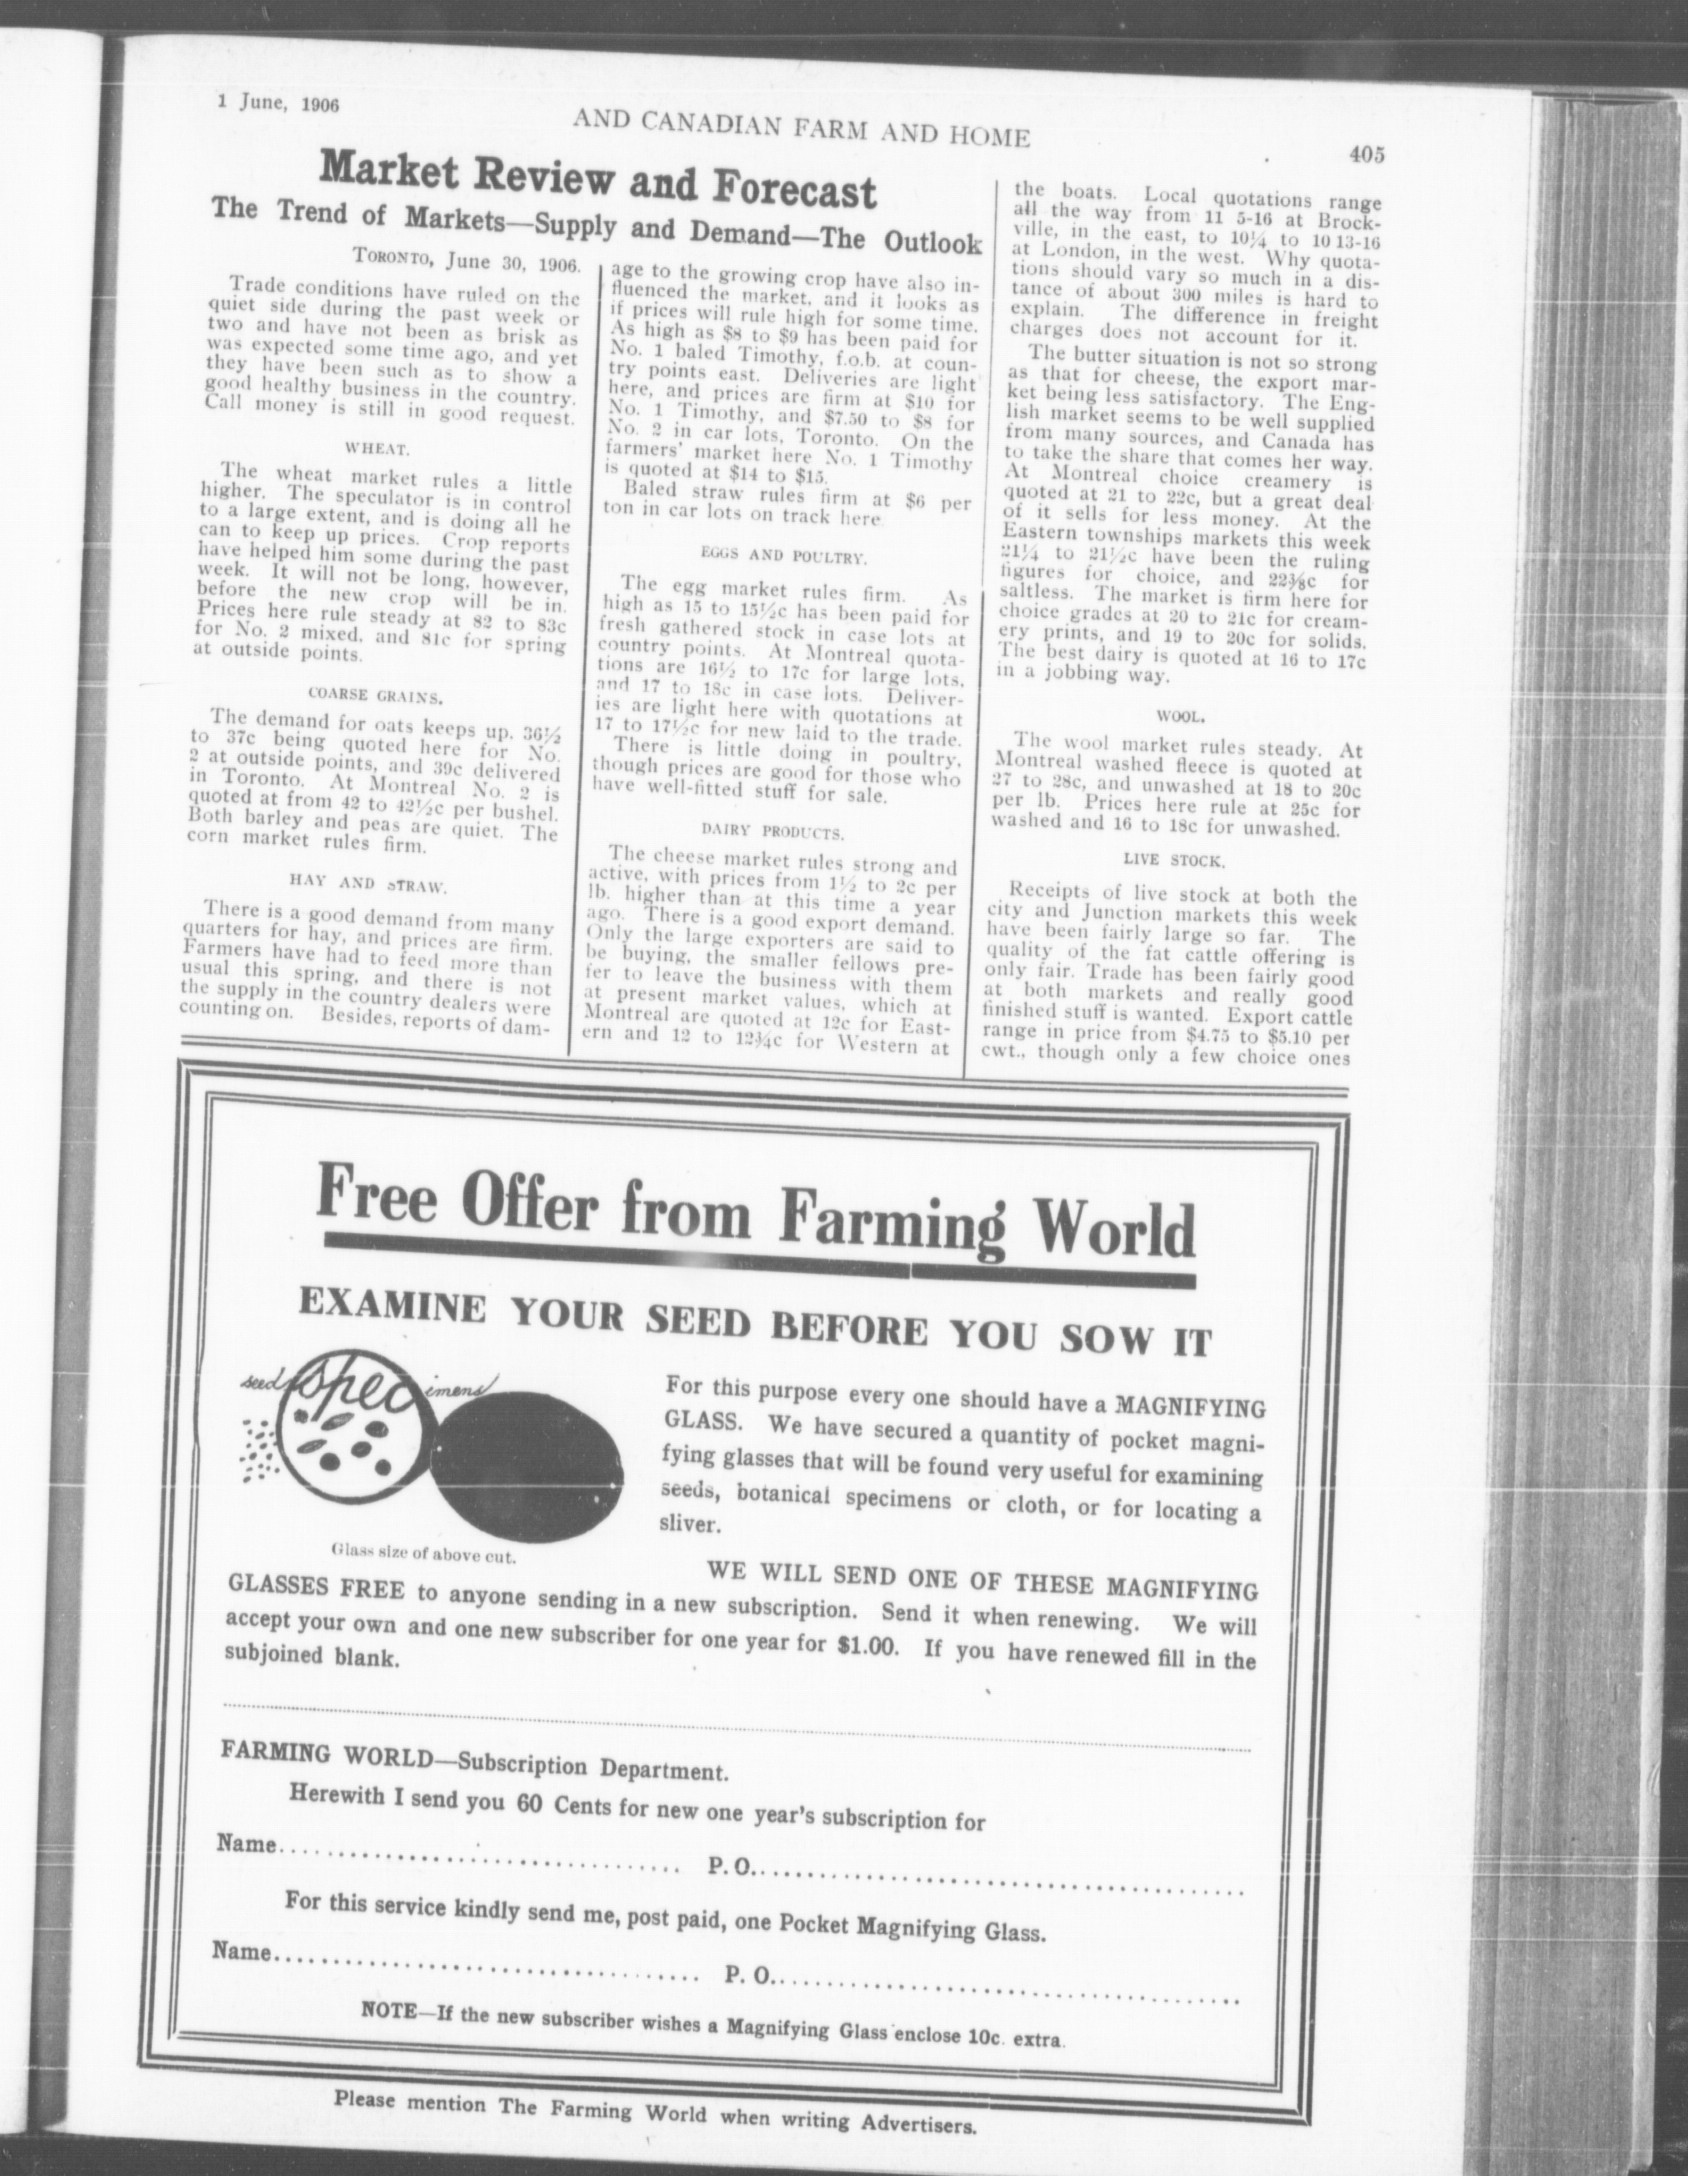 1 June, 1906
AND CANADIAN FARM AND HOME
405
Market Review and Forecast
The Trend of Markets—Supply and Demand—The Outlook
TORONTO, June 30, 1906.
Trade conditions have ruled on the
quiet side during the past week or
two and have not been as brisk as
was expected some time ago, and yet
they have been such as to show a
good healthy business in the country.
Call money is still in good request.
WHEAT.
The wheat market rules a little
higher. The speculator is in control
to a large extent, and is doing all he
can to keep up prices. Crop reports
have helped him some during the past
week. It will not be long, however,
before the new crop will be in.
Prices here rule steady at 82 to 83c
for No. 2 mixed, and 81c for spring
at outside points.
COARSE GRAINS.
The demand for oats keeps up, 36½
to 37c being quoted here for No.
2 at outside points, and 39c delivered
in Toronto. At Montreal No. 2 is
quoted at from 42 to 42½c per bushel.
Both barley and peas are quiet. The
corn market rules firm.
HAY AND STRAW.
There is a good demand from many
quarters for hay, and prices are firm.
Farmers have had to feed more than
usual this spring, and there is not
the supply in the country dealers were
counting on. Besides, reports of dam-
age to the growing crop have also in-
fluenced the market, and it looks as
if prices will rule high for some time.
As high as $8 to $9 has been paid for
No. 1 baled Timothy, f.o.b. at coun-
try points east. Deliveries are light
here, and prices are firm at $10 for
No. 1 Timothy, and $7.50 to $8 for
No. 2 in car lots, Toronto. On the
farmers' market here No. 1 Timothy
is quoted at $14 to $15.
Baled straw rules firm at $6 per
ton in car lots on track here
EGGS AND POULTRY.
The egg market rules firm. As
high as 15 to 15½c has been paid for
fresh gathered stock in case lots at
country points. At Montreal quota-
tions are 16½ to 17c for large lots,
and 17 to 18c in case lots. Deliver-
ies are light here with quotations at
17 to 17½c for new laid to the trade.
There is little doing in poultry,
though prices are good for those who
have well-fitted stuff for sale.
DAIRY PRODUCTS.
The cheese market rules strong and
active, with prices from 1½ to 2c per
lb. higher than at this time a year
ago. There is a good export demand.
Only the large exporters are said to
be buying, the smaller fellows pre-
fer to leave the business with them
at present market values, which at
Montreal are quoted at 12c for East-
ern and 12 to 12¾c for Western at
the boats. Local quotations range
all the way from 11 5-16 at Brock-
ville, in the east, to 10¼ to 10 13-16
at London, in the west. Why quota-
tions should vary so much in a dis-
tance of about 300 miles is hard to
explain. The difference in freight
charges does not account for it.
The butter situation is not so strong
as that for cheese, the export mar-
ket being less satisfactory. The Eng-
lish market seems to be well supplied
from many sources, and Canada has
to take the share that comes her way.
At Montreal choice creamery is
quoted at 21 to 22c, but a great deal
of it sells for less money. At the
Eastern townships markets this week
21¼ to 21½c have been the ruling
figures for choice, and 22⅜c for
saltless. The market is firm here for
choice grades at 20 to 21c for cream-
ery prints, and 19 to 20c for solids.
The best dairy is quoted at 16 to 17c
in a jobbing way.
WOOL.
The wool market rules steady. At
Montreal washed fleece is quoted at
27 to 28c, and unwashed at 18 to 20c
per lb. Prices here rule at 25c for
washed and 16 to 18c for unwashed.
LIVE STOCK.
Receipts of live stock at both the
city and Junction markets this week
have been fairly large so far. The
quality of the fat cattle offering is
only fair. Trade has been fairly good
at both markets and really good
finished stuff is wanted. Export cattle
range in price from $4.75 to $5.10 per
cwt., though only a few choice ones
Free Offer from Farming World
EXAMINE YOUR SEED BEFORE YOU SOW IT
seed specimens
Glass size of above cut.
For this purpose every one should have a MAGNIFYING
GLASS. We have secured a quantity of pocket magni-
fying glasses that will be found very useful for examining
seeds, botanical specimens or cloth, or for locating a
sliver.
WE WILL SEND ONE OF THESE MAGNIFYING
GLASSES FREE to anyone sending in a new subscription. Send it when renewing. We will
accept your own and one new subscriber for one year for $1.00. If you have renewed fill in the
subjoined blank.
FARMING WORLD—Subscription Department.
Herewith I send you 60 Cents for new one year's subscription for
Name.................................. P. O..........................................
For this service kindly send me, post paid, one Pocket Magnifying Glass.
Name.................................... P. O.........................................
NOTE—If the new subscriber wishes a Magnifying Glass enclose 10c. extra.
Please mention The Farming World when writing Advertisers.